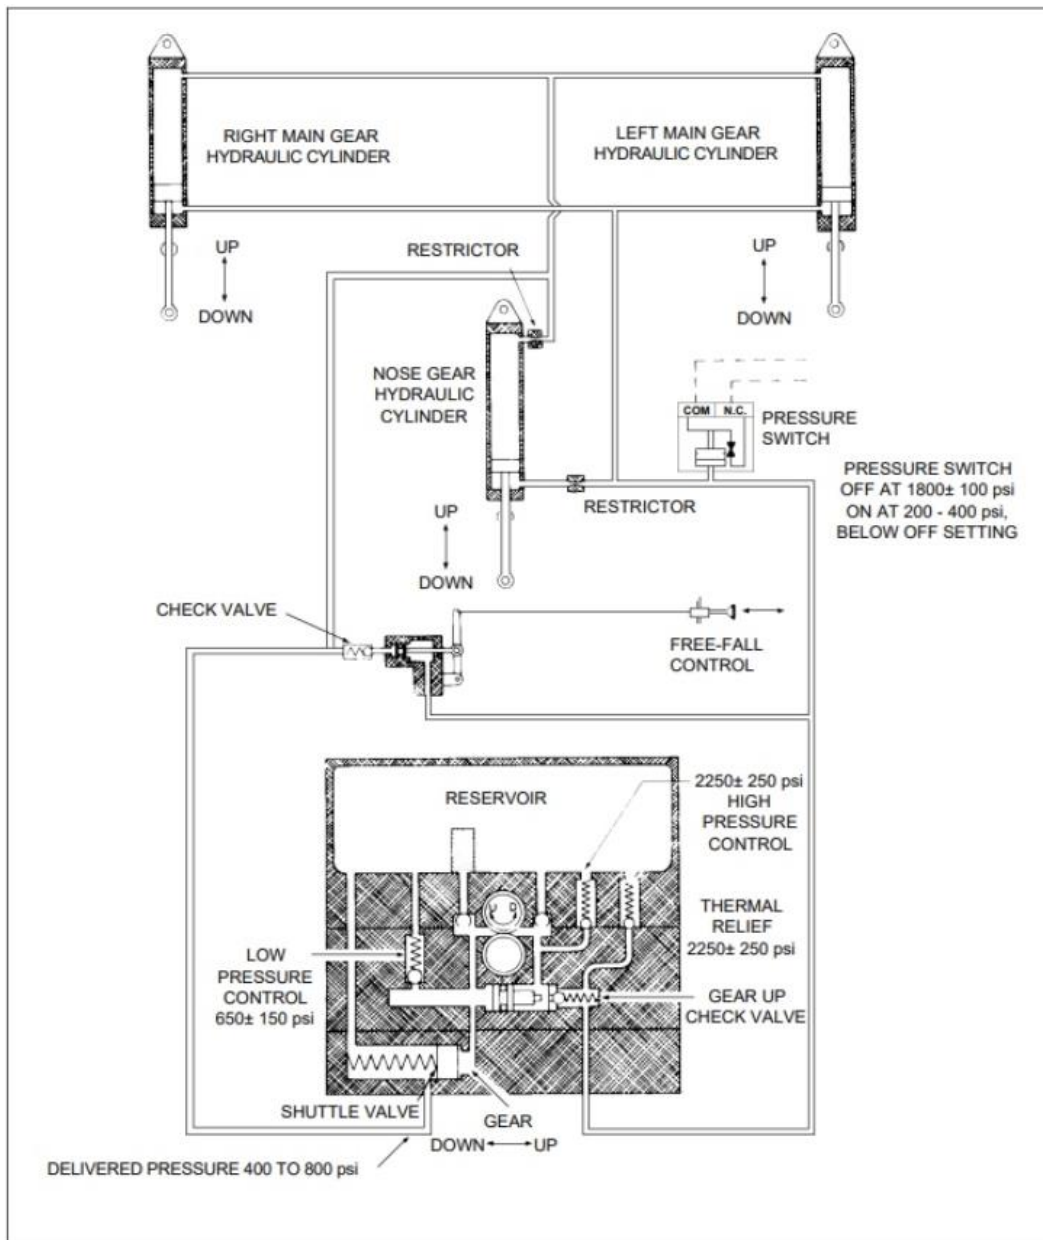 RIGHT MAIN GEAR
HYDRAULIC CYLINDER
LEFT MAIN GEAR
HYDRAULIC CYLINDER
UP
DOWN
RESTRICTOR
UP
DOWN
NOSE GEAR
HYDRAULIC
CYLINDER
COM N.C.
PRESSURE
SWITCH
PRESSURE SWITCH
OFF AT 1800± 100 psi
ON AT 200 - 400 psi,
BELOW OFF SETTING
RESTRICTOR
UP
DOWN
CHECK VALVE
FREE-FALL
CONTROL
RESERVOIR
2250± 250 psi
HIGH
PRESSURE
CONTROL
THERMAL
RELIEF
2250± 250 psi
LOW
PRESSURE
CONTROL
650± 150 psi
GEAR UP
CHECK VALVE
SHUTTLE VALVE
GEAR
DOWN UP
DELIVERED PRESSURE 400 TO 800 psi